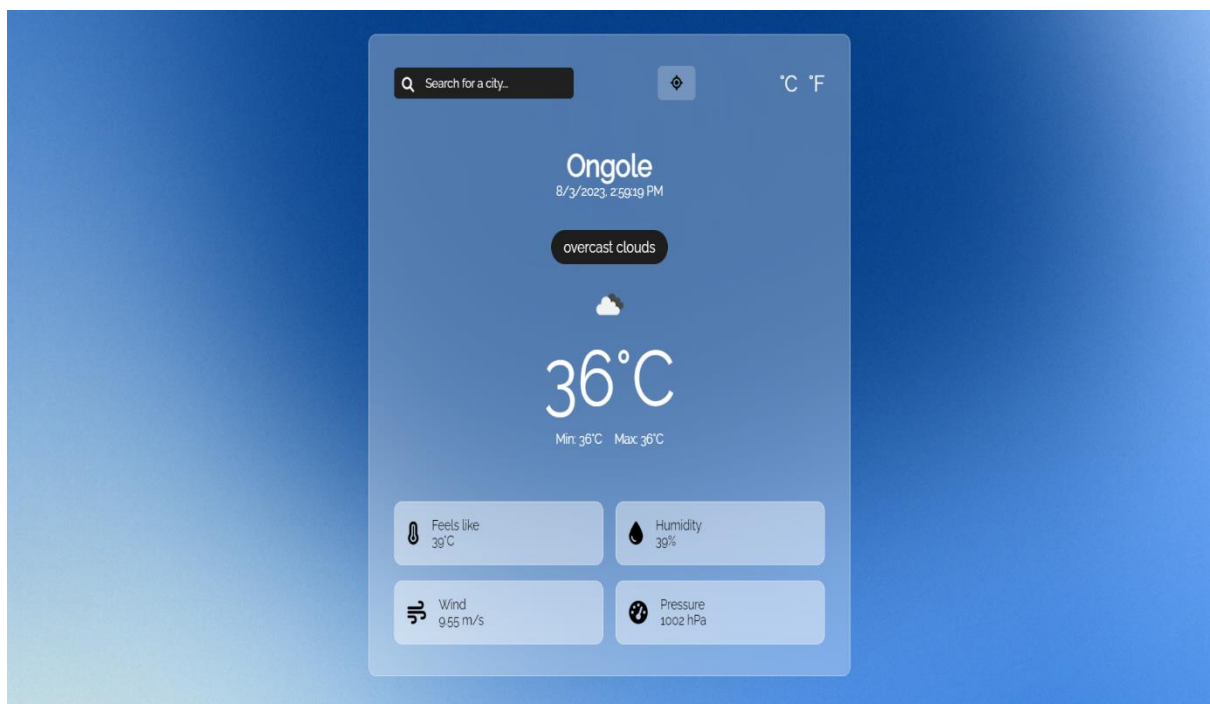 Search for a city...
°C °F
Ongole
8/3/2023, 2:59:19 PM
overcast clouds
36°C
Min: 36°C Max: 36°C
Feels like
39°C
Humidity
39%
Wind
9.55 m/s
Pressure
1002 hPa